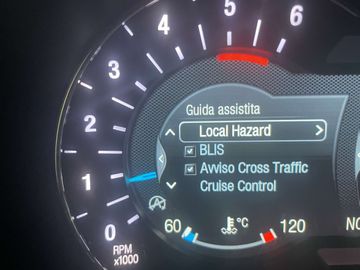 5
6
4
3
2
1
0
RPM
x1000
Guida assistita
Local Hazard
BLIS
Avviso Cross Traffic
Cruise Control
60 °C 120